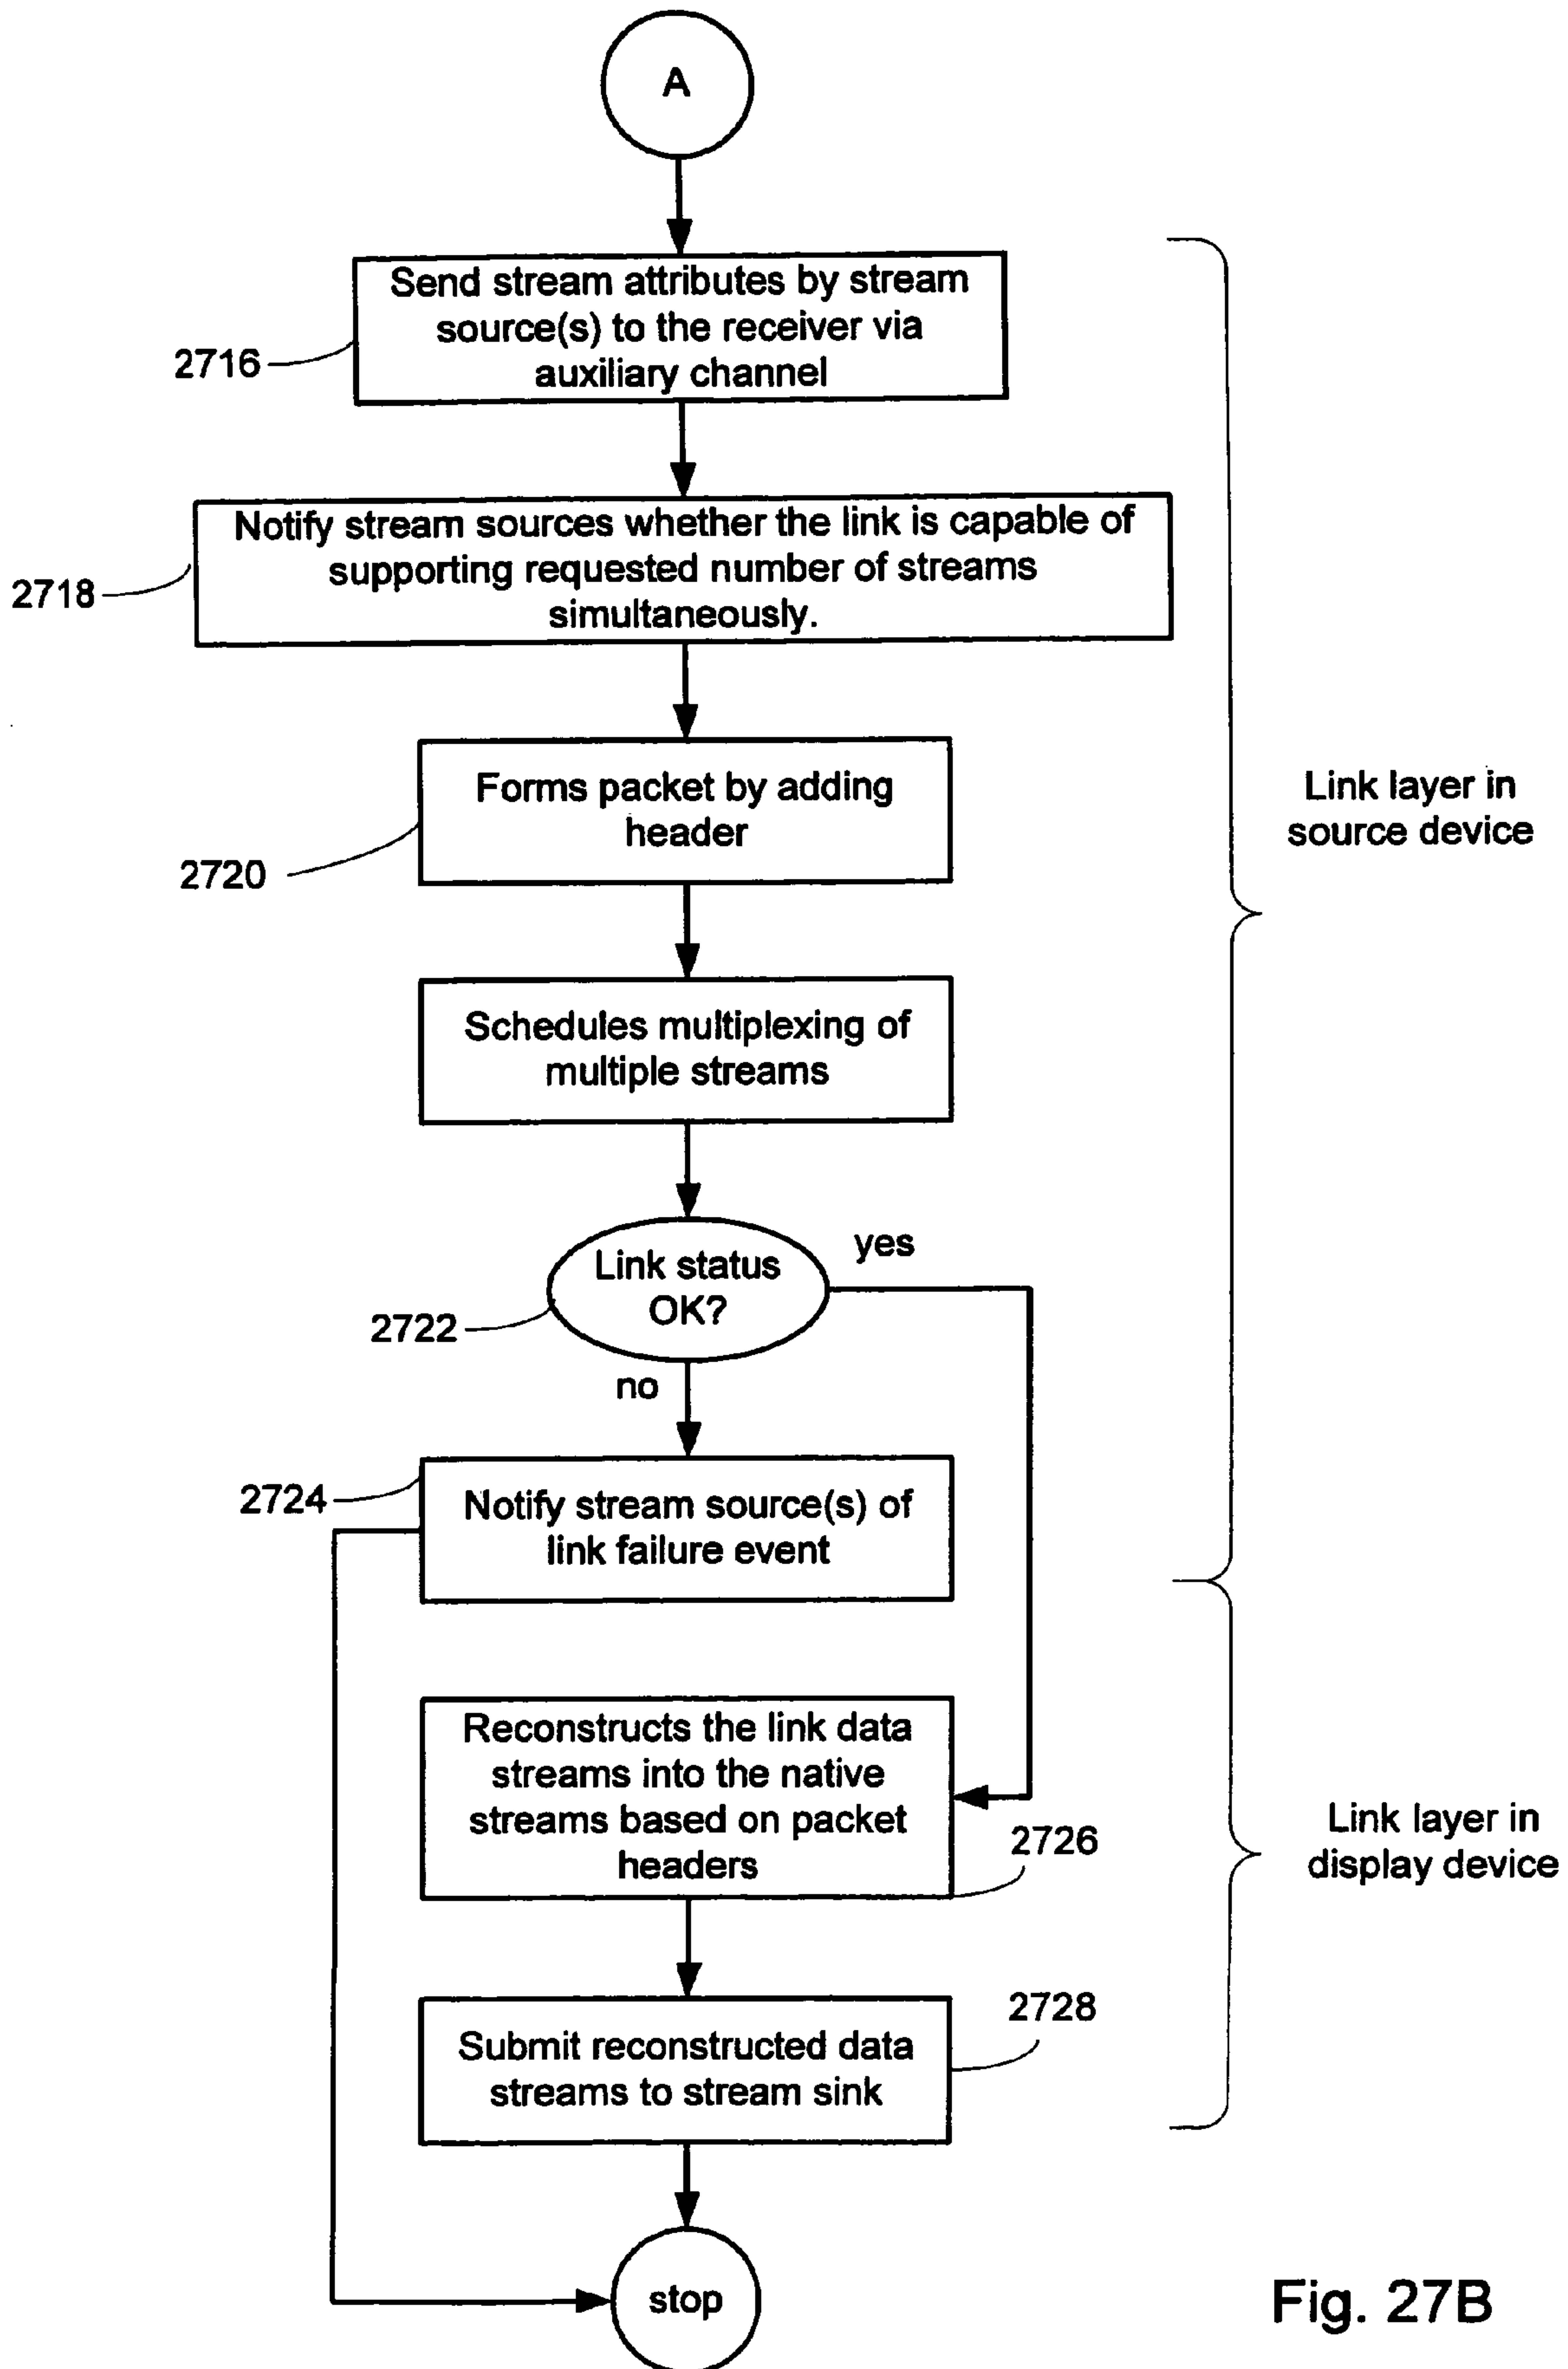 A
Send stream attributes by stream
source(s) to the receiver via
auxiliary channel
2716
Notify stream sources whether the link is capable of
supporting requested number of streams
simultaneously.
2718
Forms packet by adding
header
2720
Link layer in
source device
Schedules multiplexing of
multiple streams
Link status
OK?
yes
2722
no
2724
Notify stream source(s) of
link failure event
Reconstructs the link data
streams into the native
streams based on packet
headers
2726
Link layer in
display device
2728
Submit reconstructed data
streams to stream sink
stop
Fig. 27B